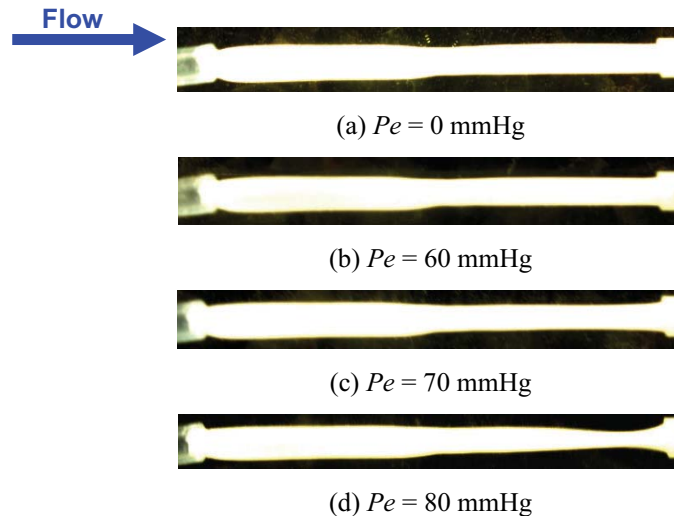 Flow
(a) Pe = 0 mmHg
(b) Pe = 60 mmHg
(c) Pe = 70 mmHg
(d) Pe = 80 mmHg